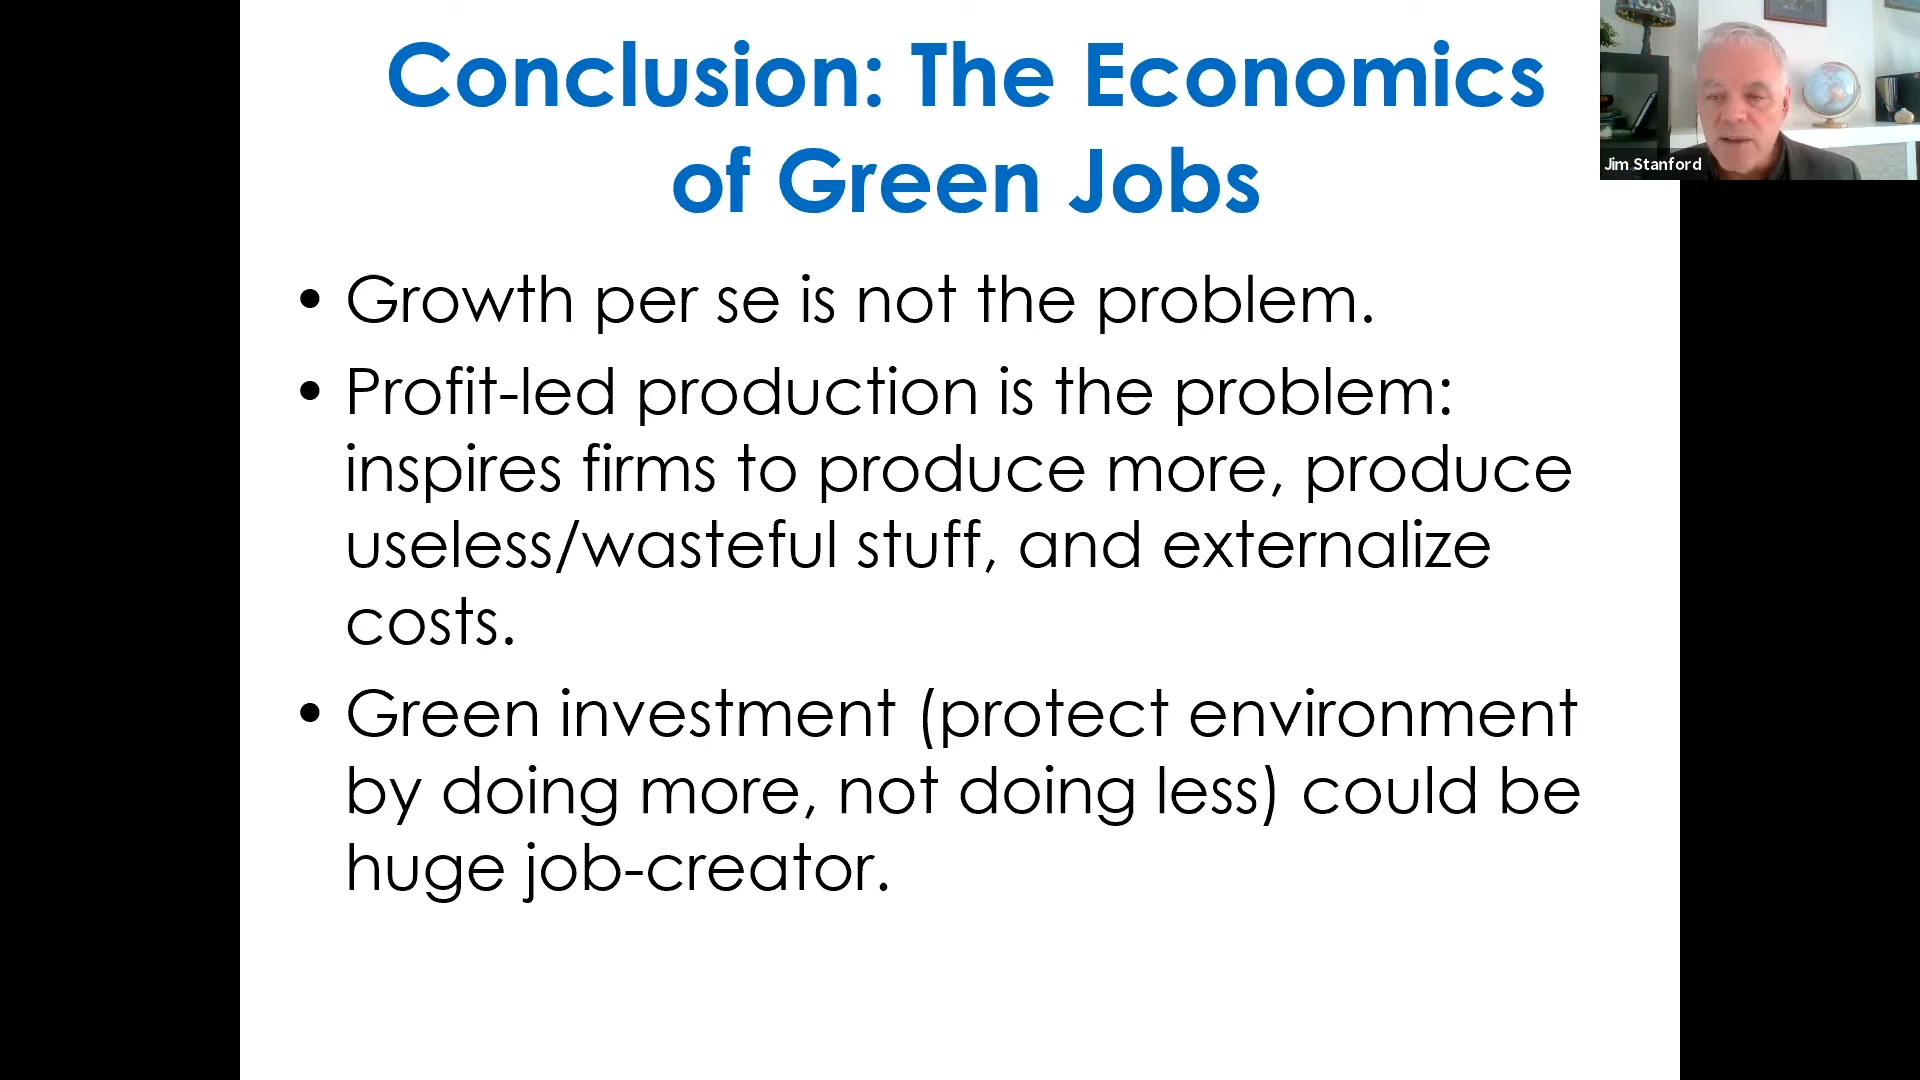 Conclusion: The Economics
of Green Jobs
Jim Stanford
• Growth per se is not the problem.
• Profit-led production is the problem:
inspires firms to produce more, produce
useless/wasteful stuff, and externalize
costs.
• Green investment (protect environment
by doing more, not doing less) could be
huge job-creator.